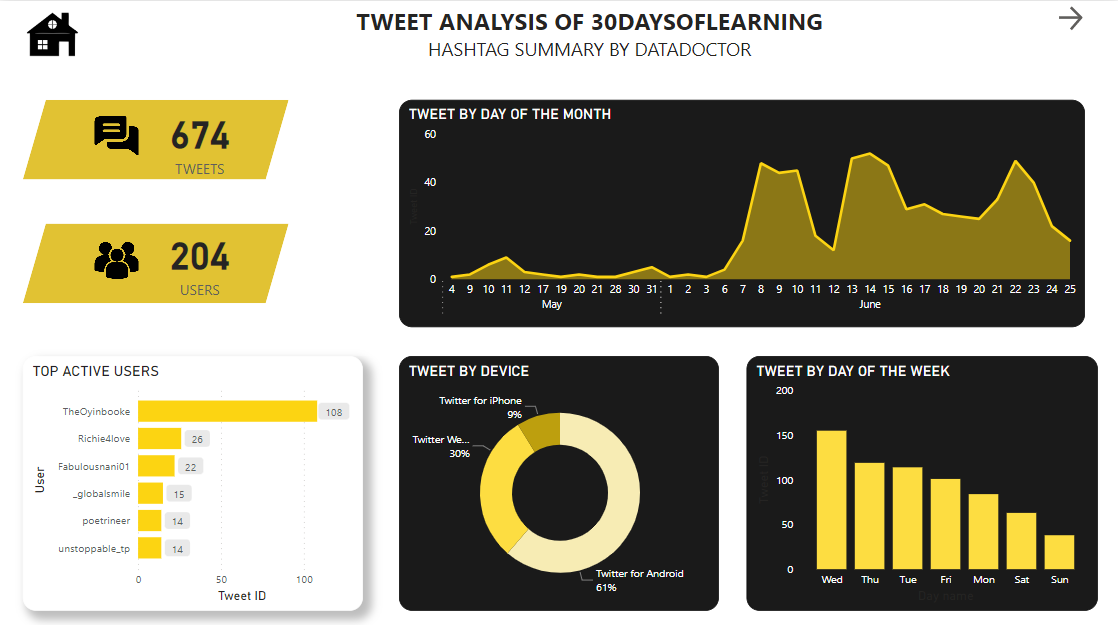 TWEET ANALYSIS OF 30DAYSOFLEARNING
HASHTAG SUMMARY BY DATADOCTOR
674
TWEETS
204
USERS
TWEET BY DAY OF THE MONTH
Tweet ID
60
40
20
0
4 9 10 11 12 17 19 20 21 28 30 31 1 2 3 6 7 8 9 10 11 12 13 14 15 16 17 18 19 20 21 22 23 24 25
May June
TOP ACTIVE USERS
User
TheOyinbooke 108
Richie4love 26
Fabulousnani01 22
_globalsmile 15
poetrineer 14
unstoppable_tp 14
0 50 100
Tweet ID
TWEET BY DEVICE
Twitter for iPhone
9%
Twitter We...
30%
Twitter for Android
61%
TWEET BY DAY OF THE WEEK
Tweet ID
200
150
100
50
0
Wed Thu Tue Fri Mon Sat Sun
Day name